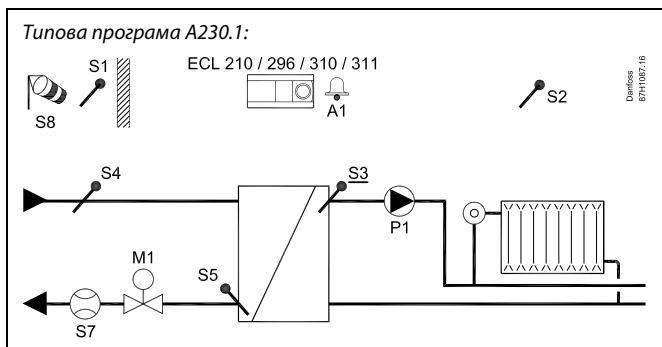 Типова програма A230.1:
S1
ECL 210 / 296 / 310 / 311
S8
A1
S2
Danfoss
87H1087.16
S4
S3
P1
M1
S5
S7